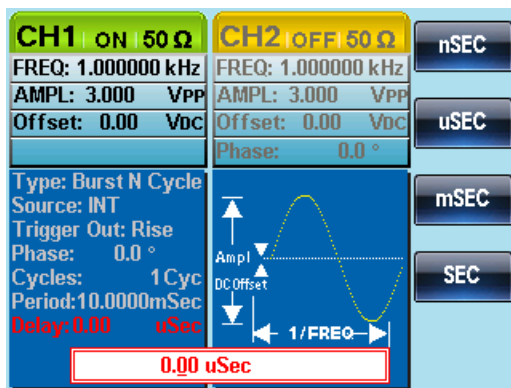 CH1 ON 50 Ω
FREQ: 1.000000 kHz
AMPL: 3.000 VPP
Offset: 0.00 VDC
CH2 OFF 50 Ω
FREQ: 1.000000 kHz
AMPL: 3.000 VPP
Offset: 0.00 VDC
Phase: 0.0 °
Type: Burst N Cycle
Source: INT
Trigger Out: Rise
Phase: 0.0 °
Cycles: 1 Cyc
Period:10.0000mSec
Delay:0.00 uSec
Ampl
DC Offset
1/FREQ
0.00 uSec
nSEC
uSEC
mSEC
SEC